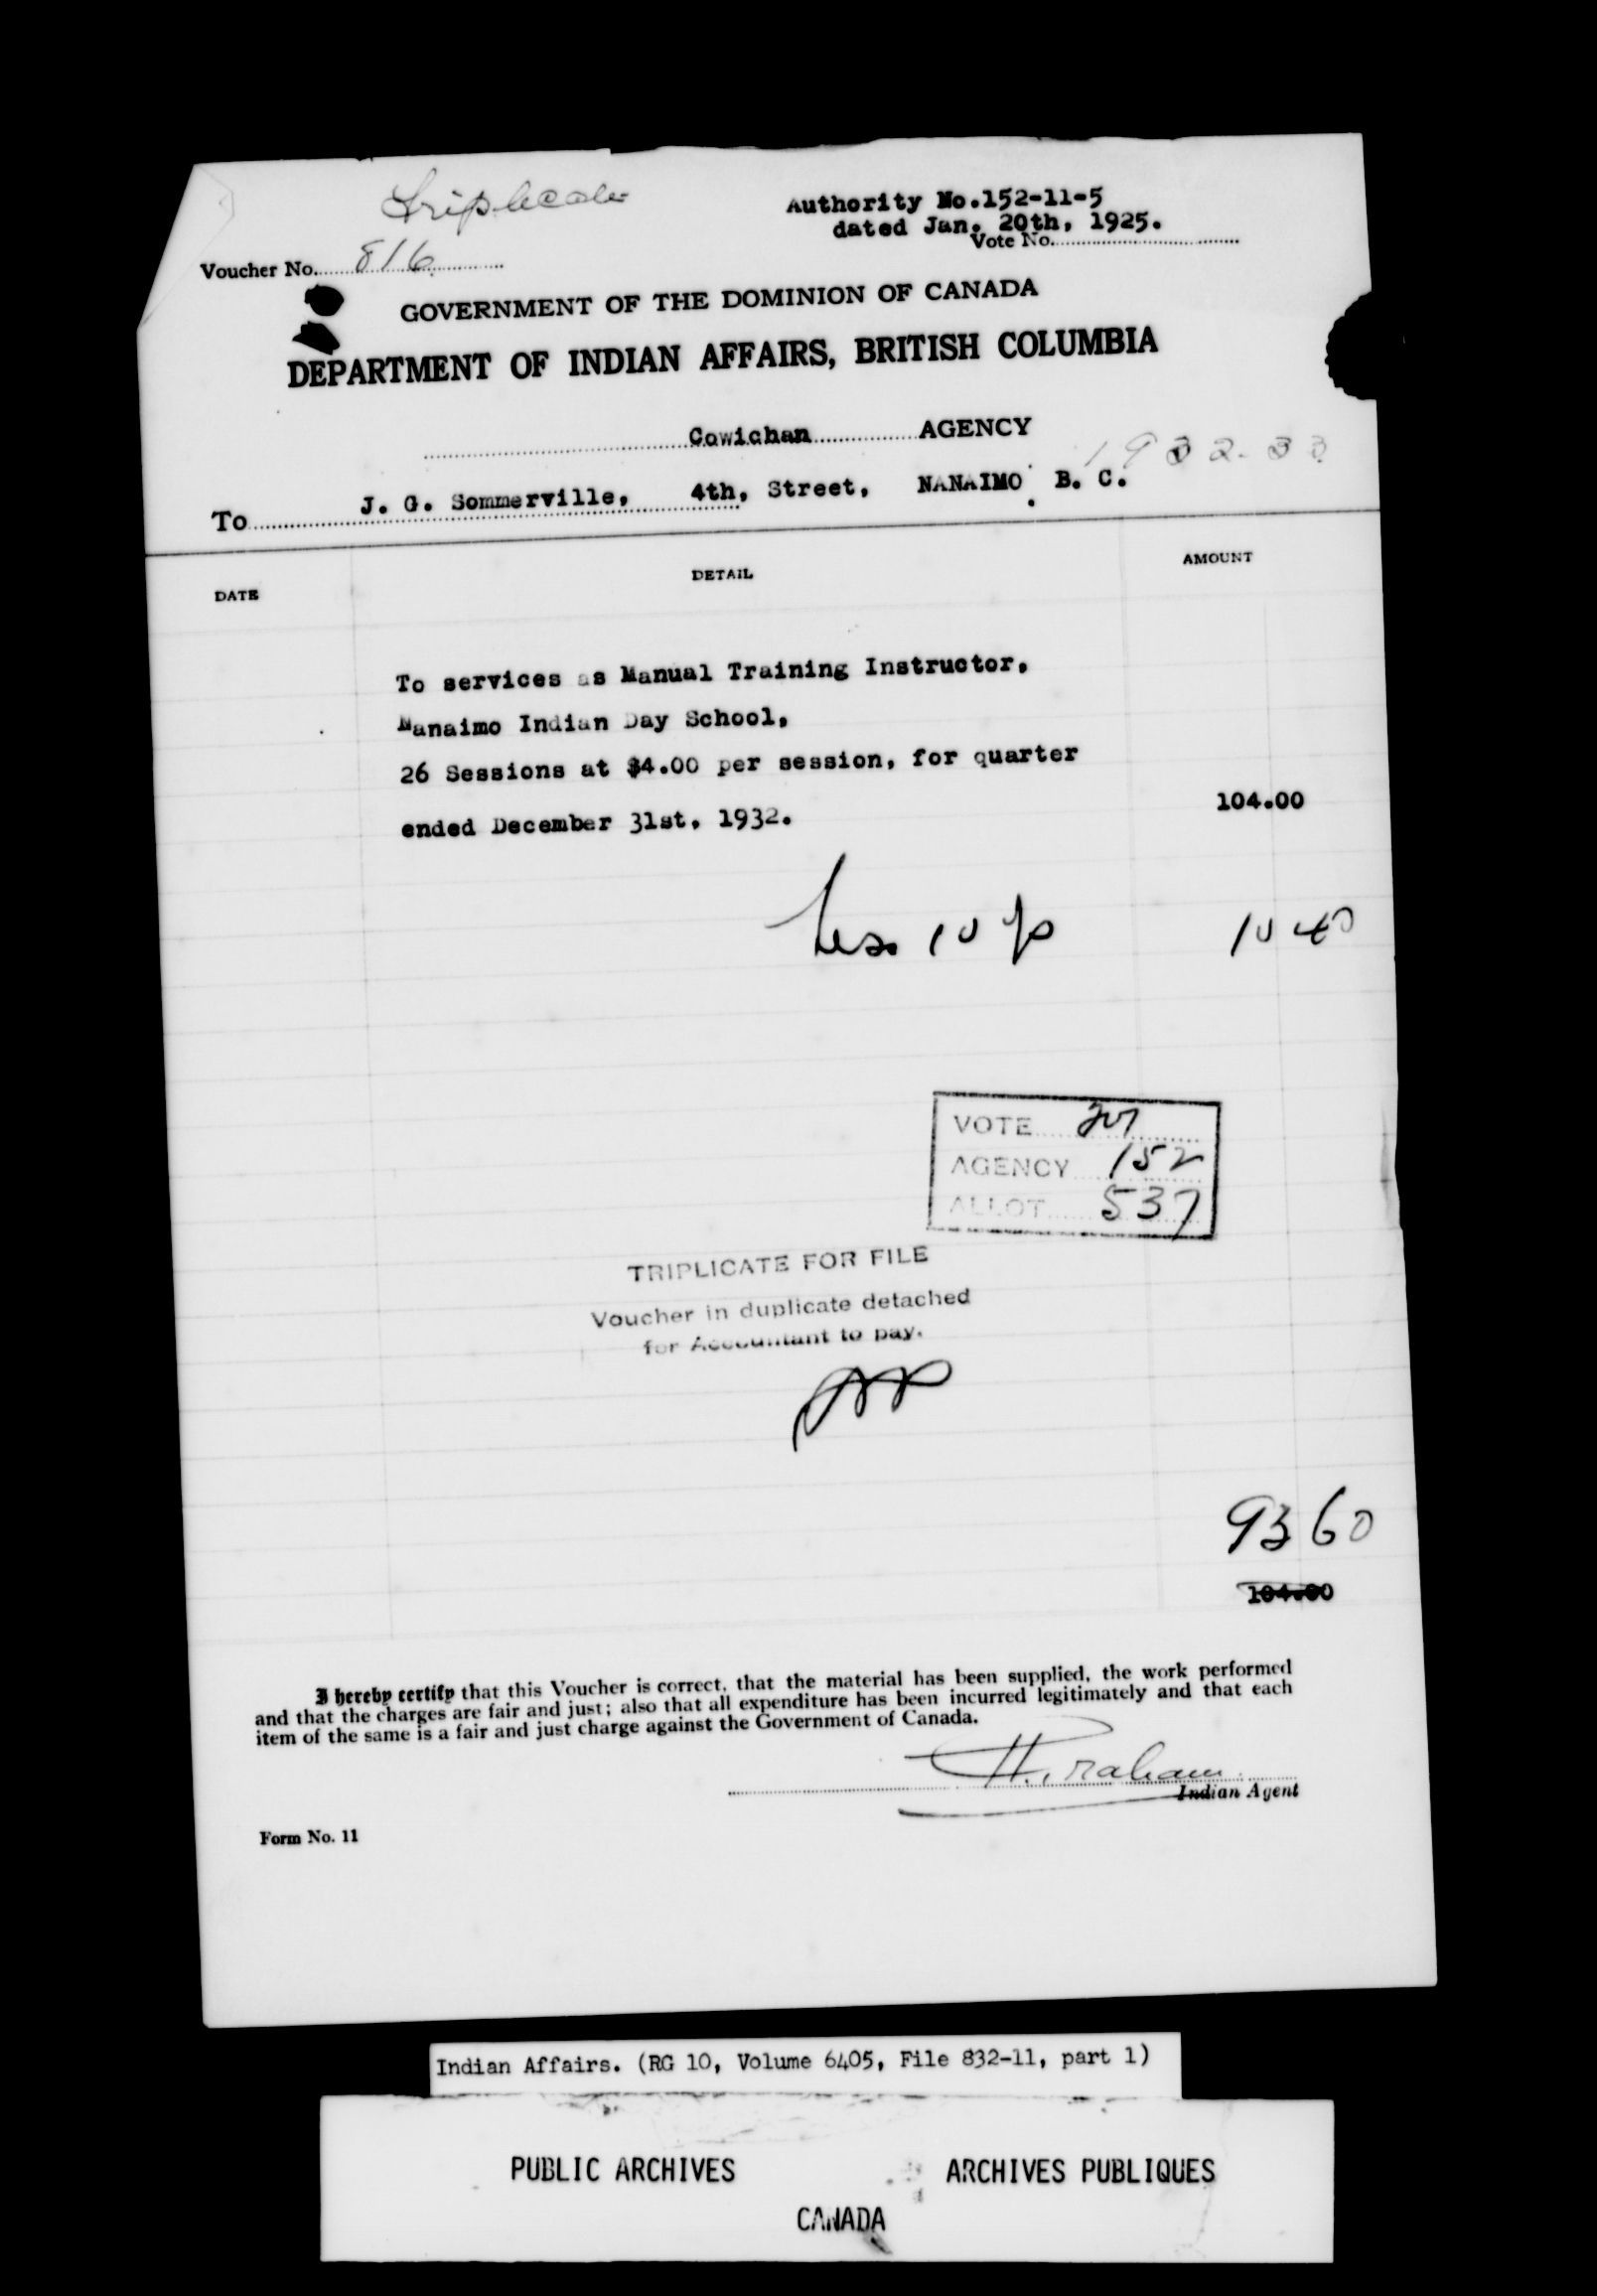 Triplicate
Authority No.152-11-5
dated Jan. 20th, 1925.
Vote No.
Voucher No. 816
GOVERNMENT OF THE DOMINION OF CANADA
DEPARTMENT OF INDIAN AFFAIRS, BRITISH COLUMBIA
Cowichan AGENCY
1932-33
To J. G. Sommerville, 4th, Street, NANAIMO B. C.
DATE DETAIL AMOUNT
To services as Manual Training Instructor,
Nanaimo Indian Day School,
26 Sessions at $4.00 per session, for quarter
ended December 31st, 1932. 104.00
Less 10% 10 40
VOTE
AGENCY 152
ALLOT 537
TRIPLICATE FOR FILE
Voucher in duplicate detached
for Accountant to pay.
93 60
104.00
I hereby certify that this Voucher is correct, that the material has been supplied, the work performed
and that the charges are fair and just; also that all expenditure has been incurred legitimately and that each
item of the same is a fair and just charge against the Government of Canada.
H. Graham
Indian Agent
Form No. 11
Indian Affairs. (RG 10, Volume 6405, File 832-11, part 1)
PUBLIC ARCHIVES ARCHIVES PUBLIQUES
CANADA